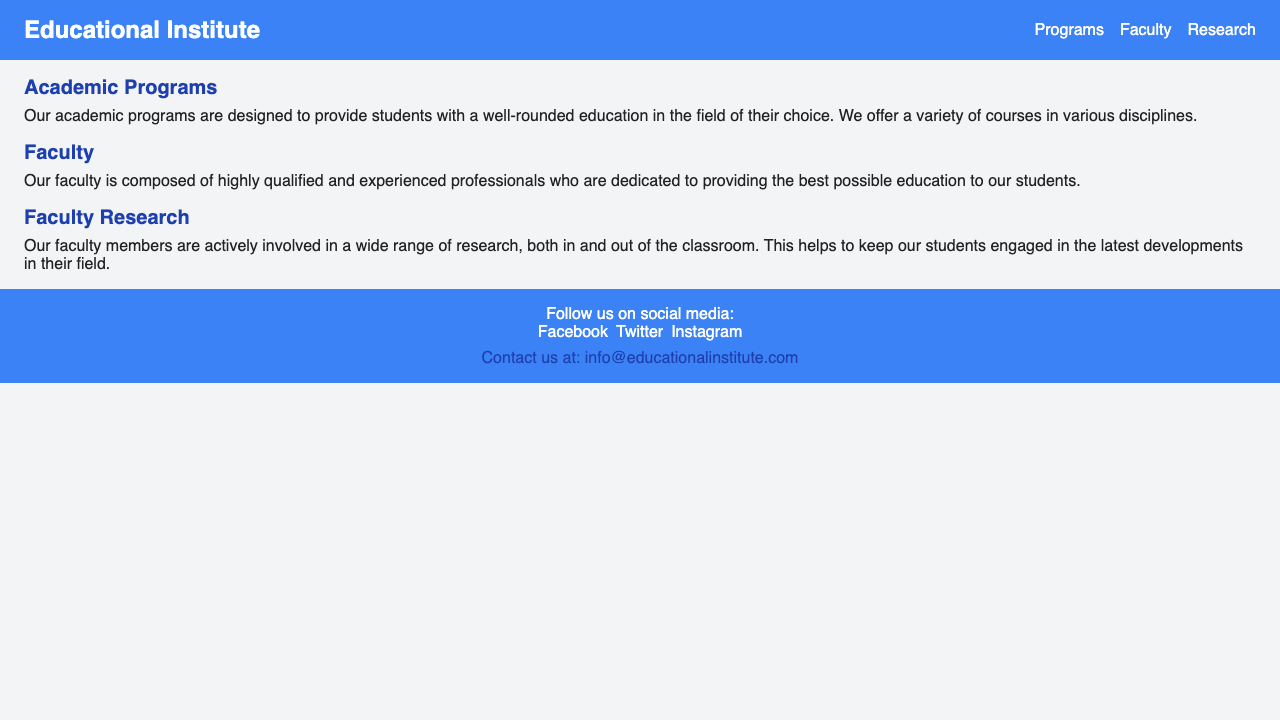 Educational Institute
Programs Faculty Research
Academic Programs
Our academic programs are designed to provide students with a well-rounded education in the field of their choice. We offer a variety of courses in various disciplines.
Faculty
Our faculty is composed of highly qualified and experienced professionals who are dedicated to providing the best possible education to our students.
Faculty Research
Our faculty members are actively involved in a wide range of research, both in and out of the classroom. This helps to keep our students engaged in the latest developments
in their field.
Follow us on social media:
Facebook Twitter Instagram
Contact us at: info@educationalinstitute.com